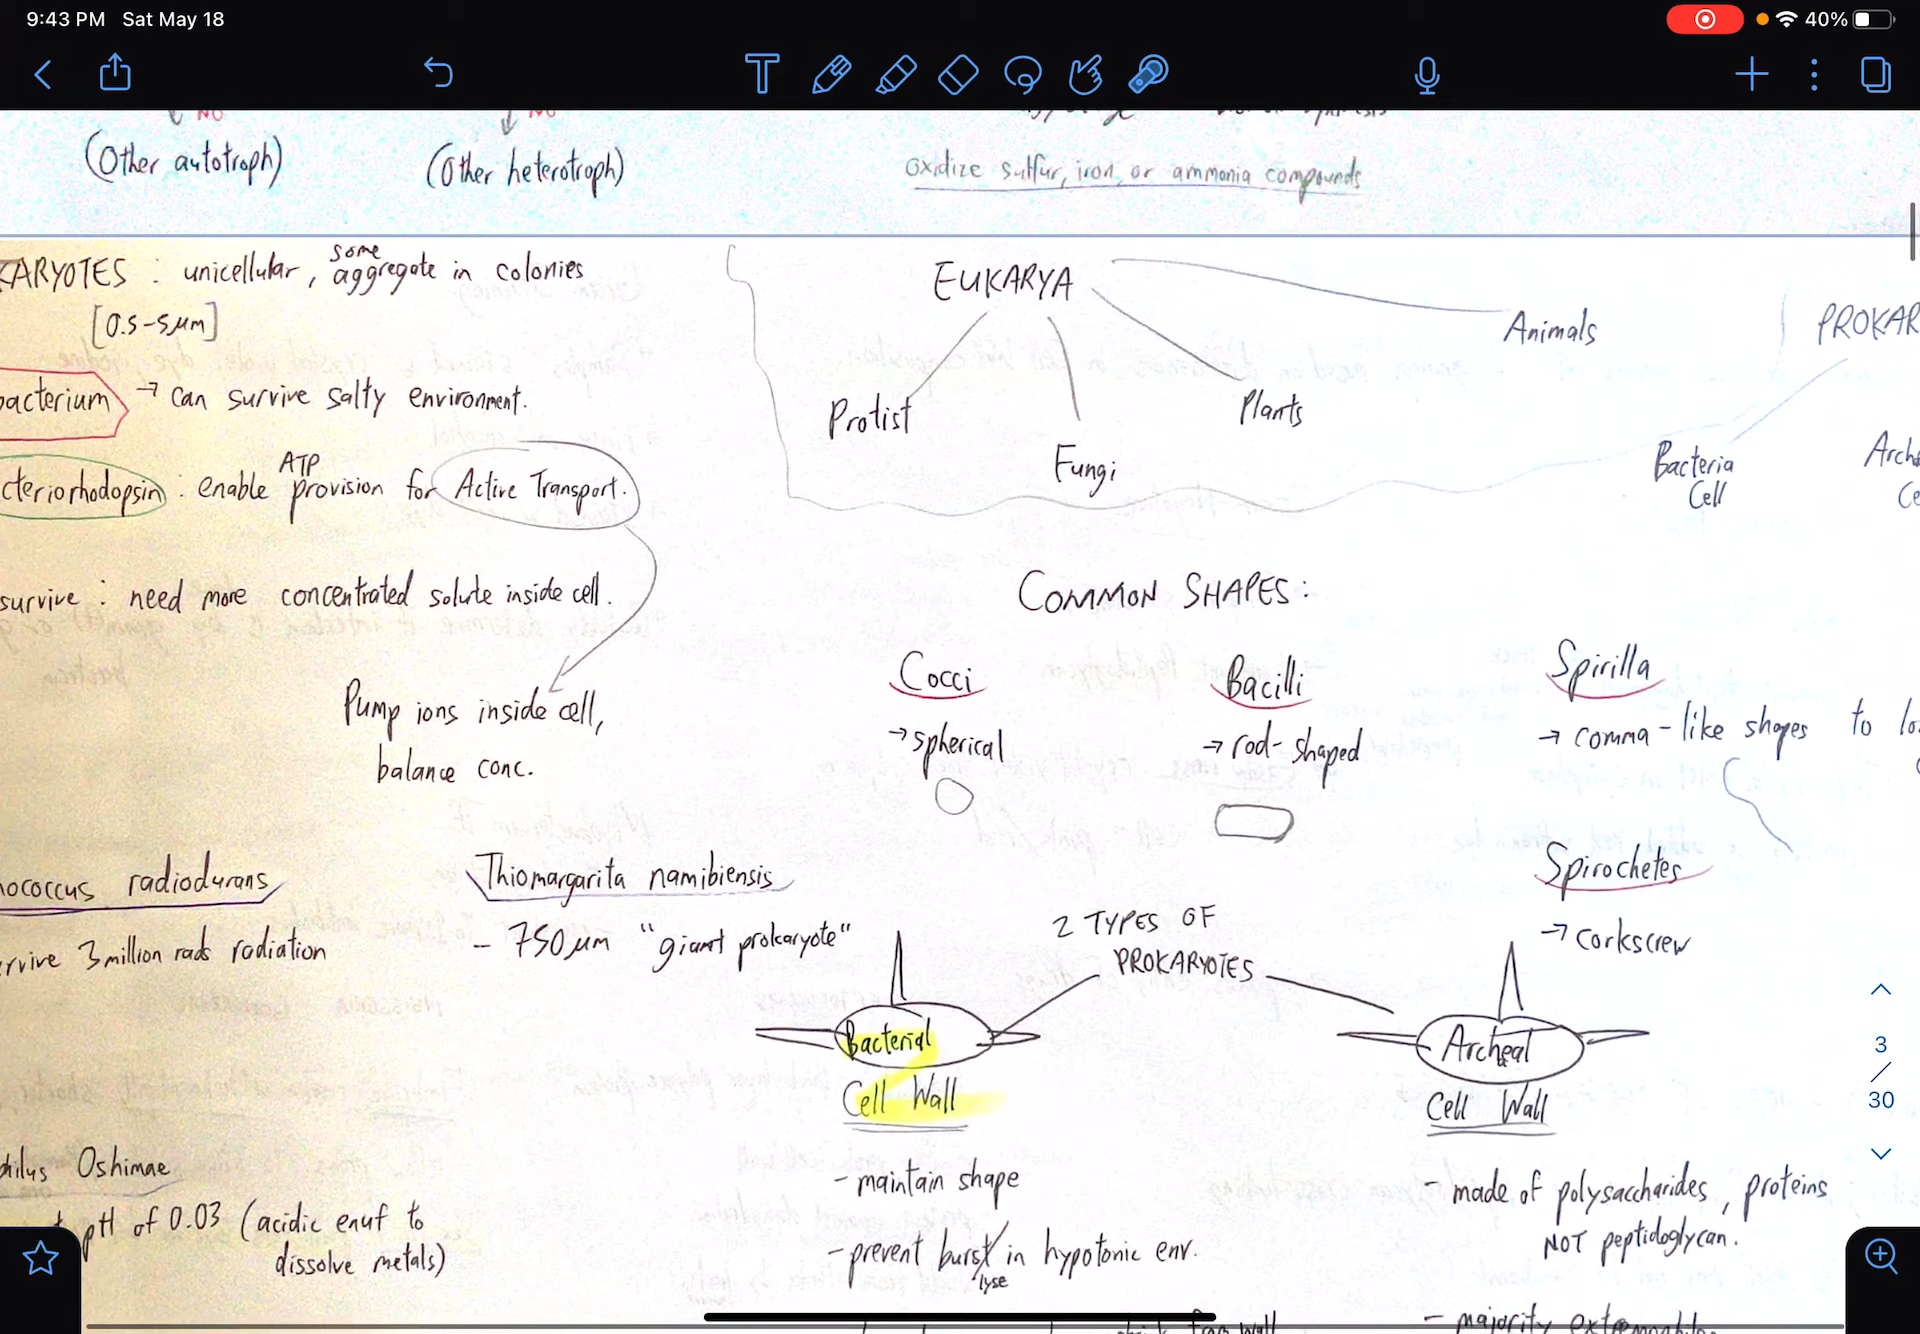 9:43 PM Sat May 18
40%
NO
NO
(Other autotroph)
(Other heterotroph)
oxidize sulfur, iron, or ammonia compounds
KARYOTES : unicellular, some aggregate in colonies
[0.5-5µm]
bacterium → can survive salty environment.
cteriorhodopsin : enable ATP provision for Active Transport.
survive : need more concentrated solute inside cell.
Pump ions inside cell,
balance conc.
EUKARYA
Protist
Fungi
Plants
Animals
PROKAR
Bacteria
Cell
Arch
Ce
COMMON SHAPES:
Cocci
→ spherical
Bacilli
→ rod-shaped
Spirilla
→ comma-like shapes to lo
Spirochetes
→ corkscrew
ococcus radiodurans
rvive 3 million rads radiation
Thiomargarita namibiensis
- 750µm "giant prokaryote"
2 TYPES OF
PROKARYOTES
Bacterial
Cell Wall
- maintain shape
- prevent burst/lyse in hypotonic env.
Archeal
Cell Wall
- made of polysaccharides, proteins
NOT peptidoglycan.
- majority
philus Oshimae
pH of 0.03 (acidic enuf to
dissolve metals)
from wall
3
/
30